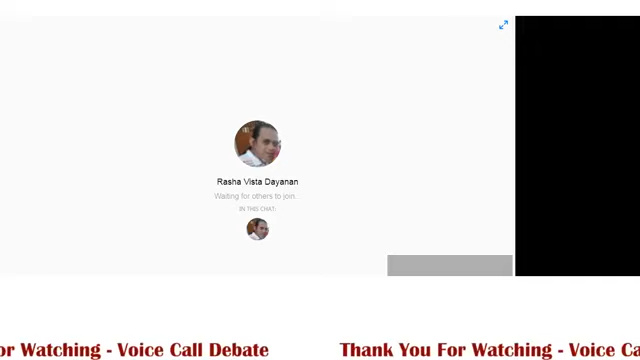 Rasha Vista Dayanan
Waiting for others to join..
IN THIS CHAT:
or Watching - Voice Call Debate
Thank You For Watching - Voice Ca